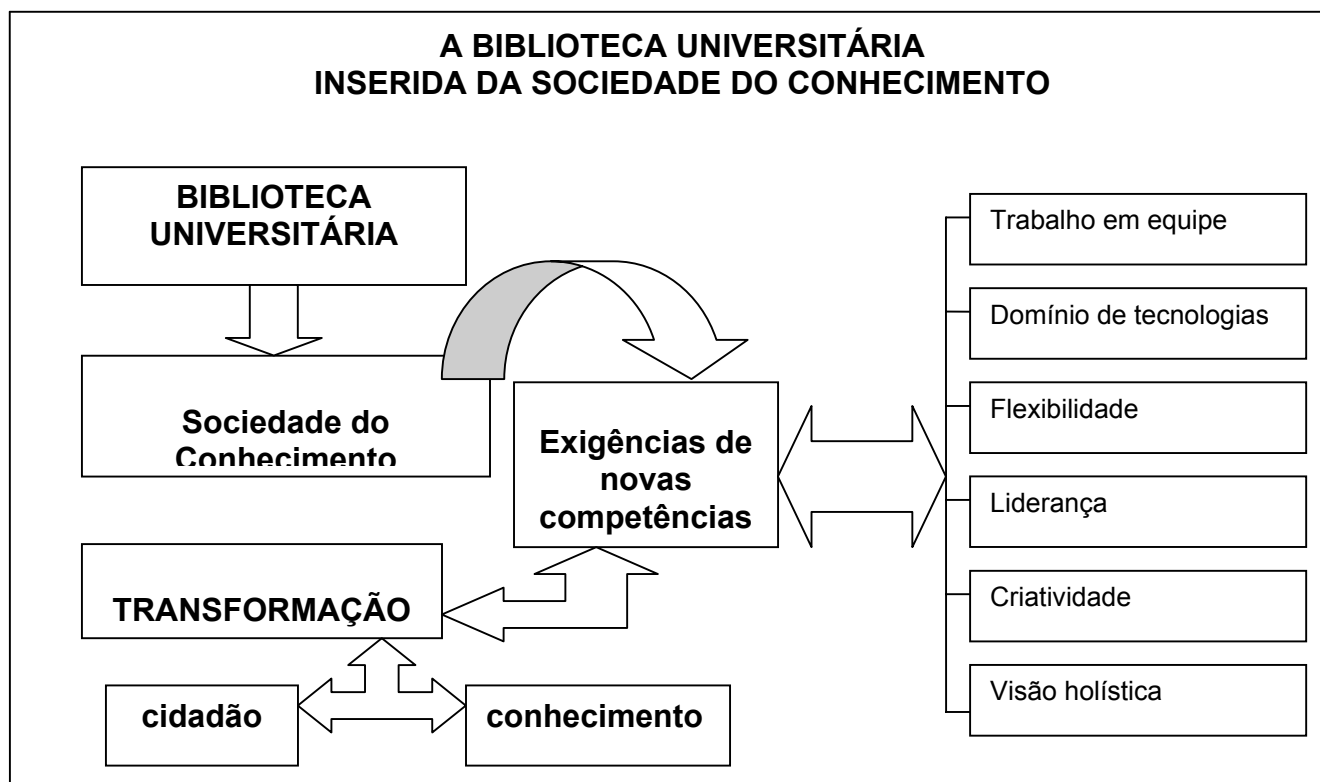 A BIBLIOTECA UNIVERSITÁRIA
INSERIDA DA SOCIEDADE DO CONHECIMENTO
BIBLIOTECA
UNIVERSITÁRIA
Sociedade do
Conhecimento
Exigências de
novas
competências
TRANSFORMAÇÃO
cidadão
conhecimento
Trabalho em equipe
Domínio de tecnologias
Flexibilidade
Liderança
Criatividade
Visão holística